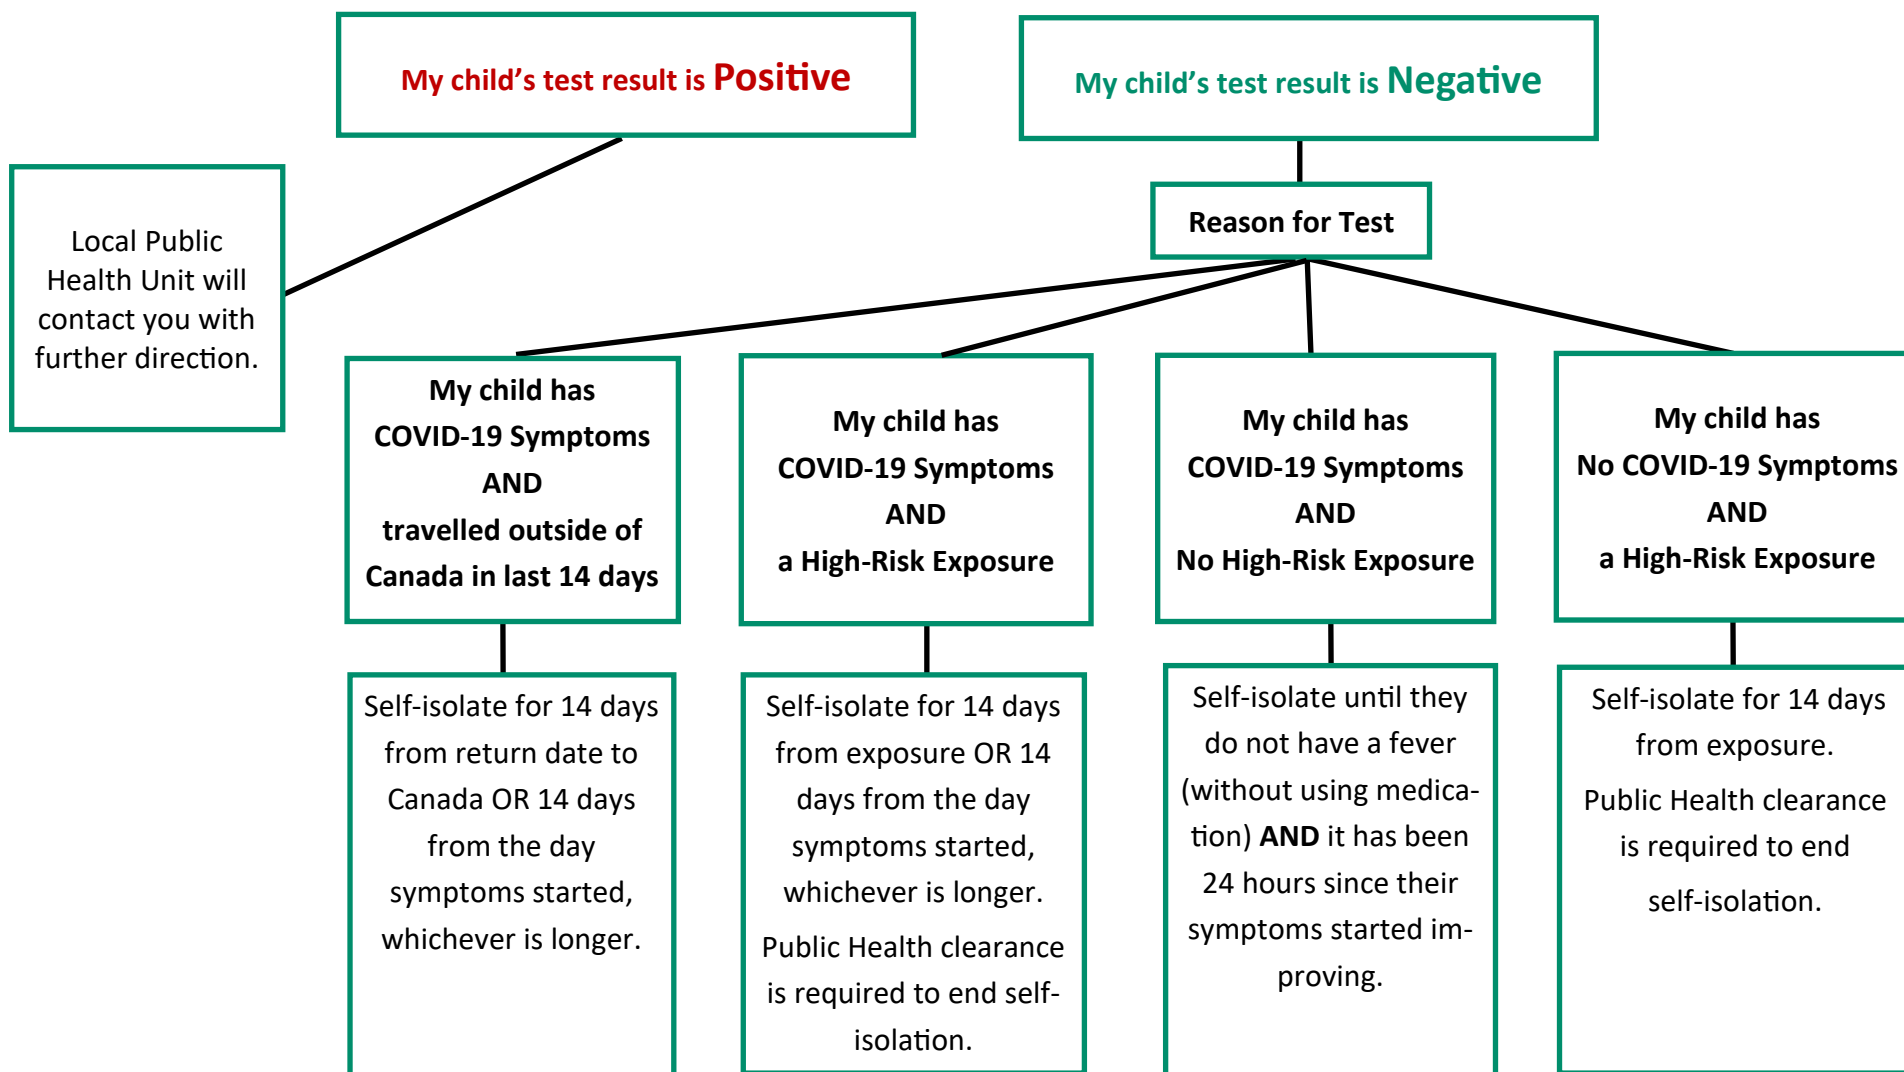 My child's test result is Positive
My child's test result is Negative
Local Public
Health Unit will
contact you with
further direction.
Reason for Test
My child has
COVID-19 Symptoms
AND
travelled outside of
Canada in last 14 days
My child has
COVID-19 Symptoms
AND
a High-Risk Exposure
My child has
COVID-19 Symptoms
AND
No High-Risk Exposure
My child has
No COVID-19 Symptoms
AND
a High-Risk Exposure
Self-isolate for 14 days
from return date to
Canada OR 14 days
from the day
symptoms started,
whichever is longer.
Self-isolate for 14 days
from exposure OR 14
days from the day
symptoms started,
whichever is longer.
Public Health clearance
is required to end self-
isolation.
Self-isolate until they
do not have a fever
(without using medica-
tion) AND it has been
24 hours since their
symptoms started im-
proving.
Self-isolate for 14 days
from exposure.
Public Health clearance
is required to end
self-isolation.